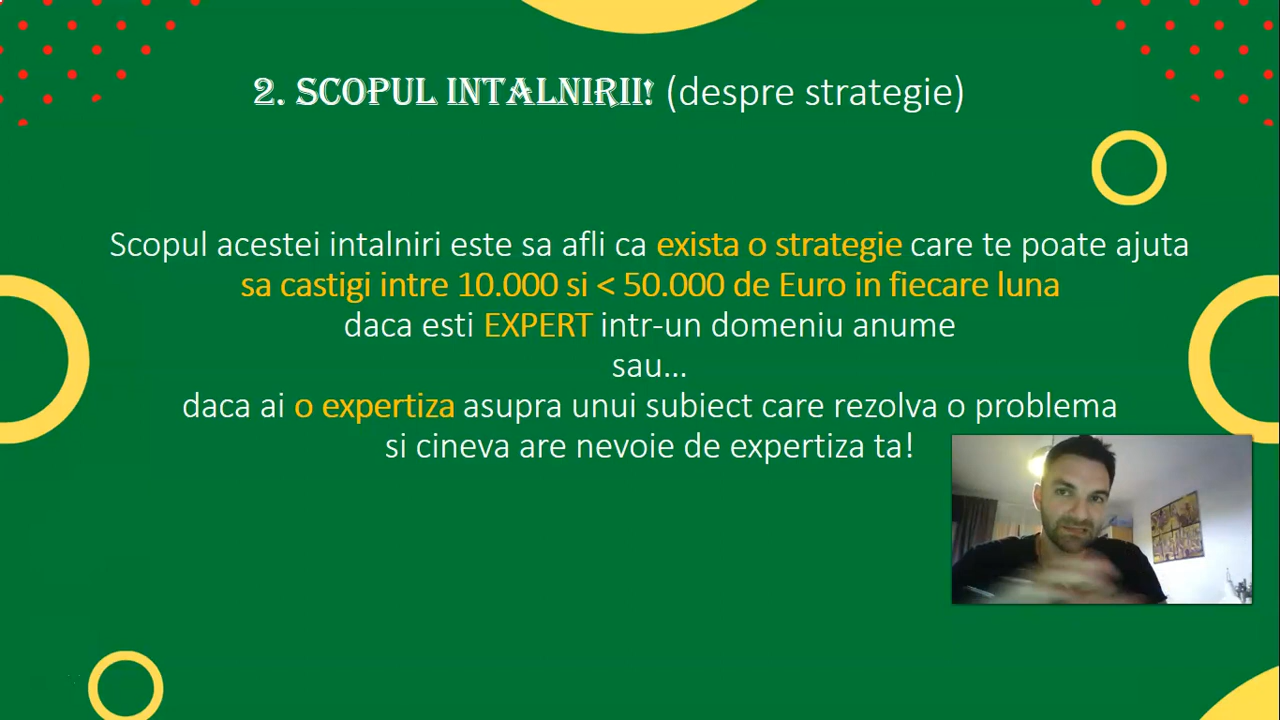 2. SCOPUL INTALNIRII! (despre strategie)
Scopul acestei intalniri este sa afli ca exista o strategie care te poate ajuta
sa castigi intre 10.000 si < 50.000 de Euro in fiecare luna
daca esti EXPERT intr-un domeniu anume
sau...
daca ai o expertiza asupra unui subiect care rezolva o problema
si cineva are nevoie de expertiza ta!